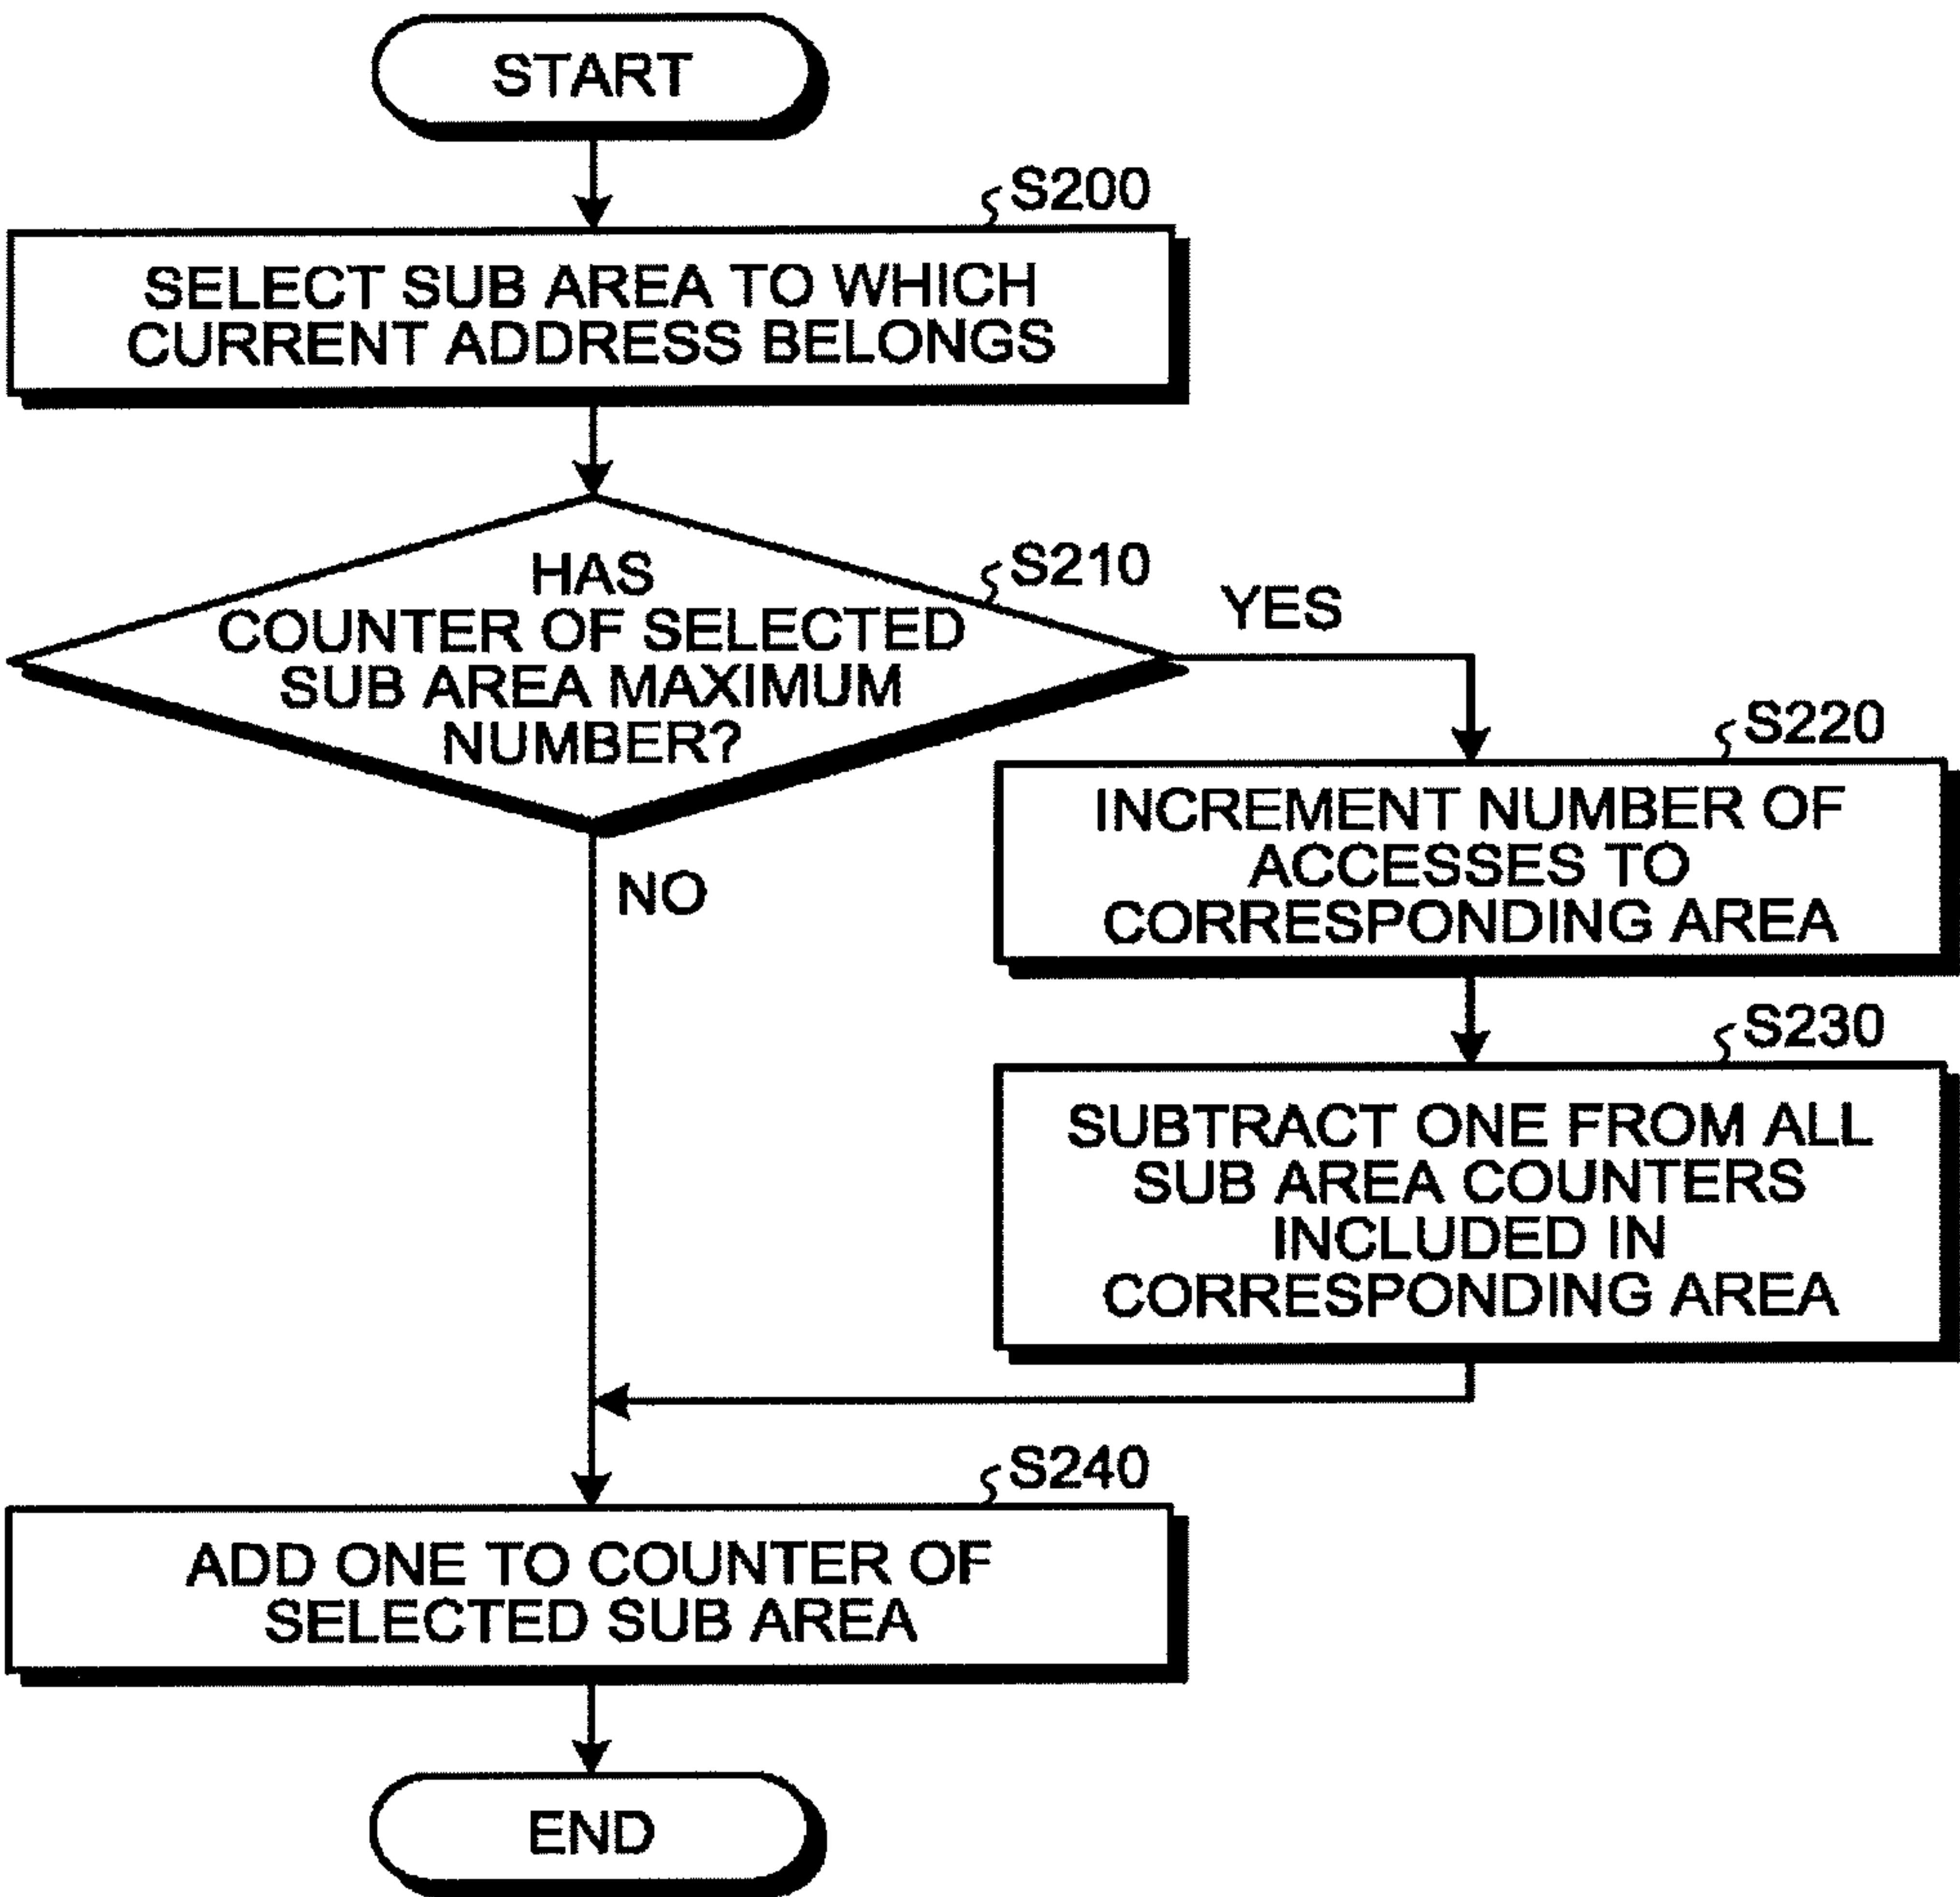 START
S200
SELECT SUB AREA TO WHICH
CURRENT ADDRESS BELONGS
S210
HAS
COUNTER OF SELECTED
SUB AREA MAXIMUM
NUMBER?
YES
NO
S220
INCREMENT NUMBER OF
ACCESSES TO
CORRESPONDING AREA
S230
SUBTRACT ONE FROM ALL
SUB AREA COUNTERS
INCLUDED IN
CORRESPONDING AREA
S240
ADD ONE TO COUNTER OF
SELECTED SUB AREA
END